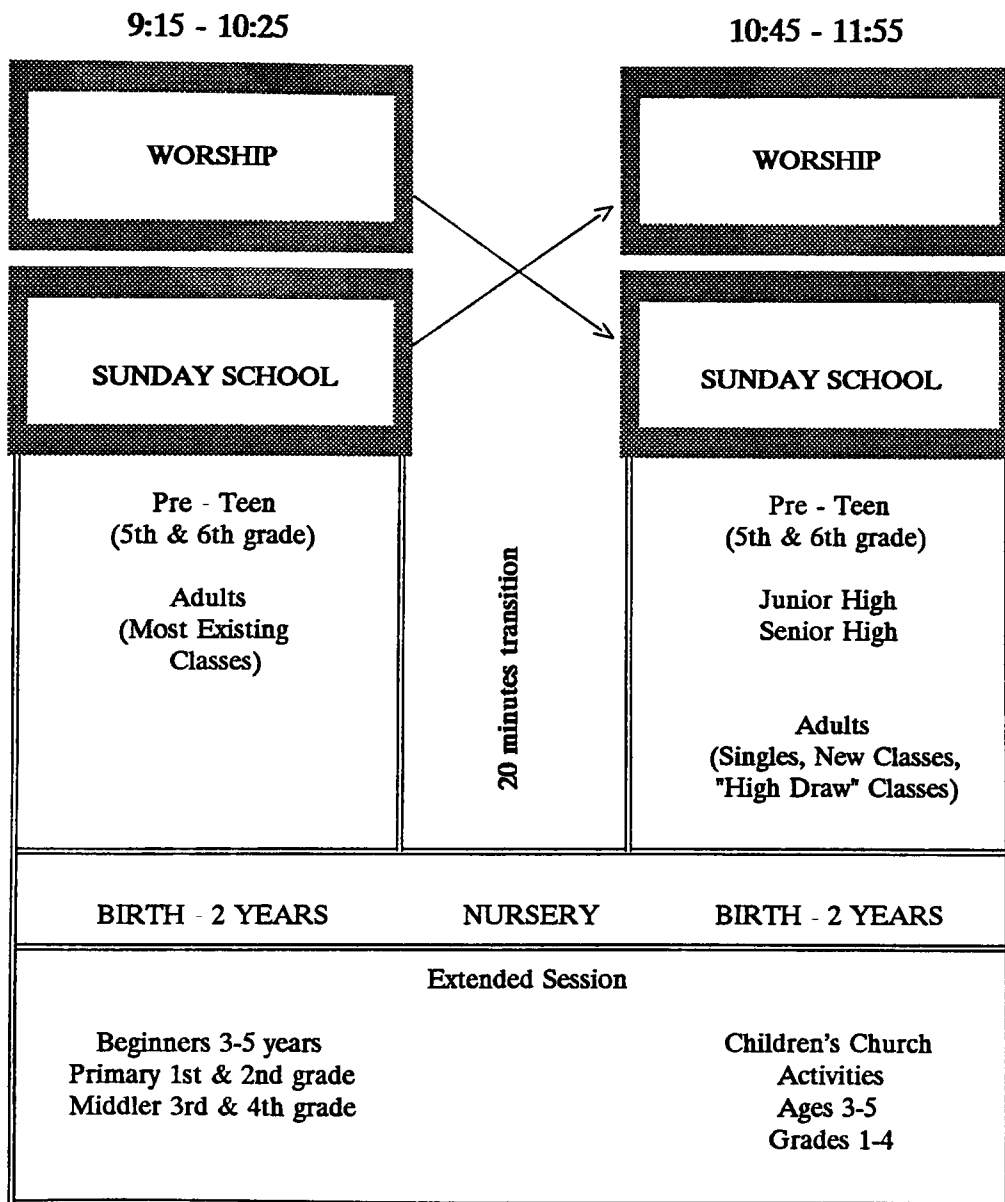 9:15 - 10:25
10:45 - 11:55
WORSHIP
WORSHIP
SUNDAY SCHOOL
SUNDAY SCHOOL
Pre - Teen
(5th & 6th grade)
Adults
(Most Existing
Classes)
20 minutes transition
Pre - Teen
(5th & 6th grade)
Junior High
Senior High
Adults
(Singles, New Classes,
"High Draw" Classes)
BIRTH - 2 YEARS
NURSERY
BIRTH - 2 YEARS
Extended Session
Beginners 3-5 years
Primary 1st & 2nd grade
Middler 3rd & 4th grade
Children's Church
Activities
Ages 3-5
Grades 1-4